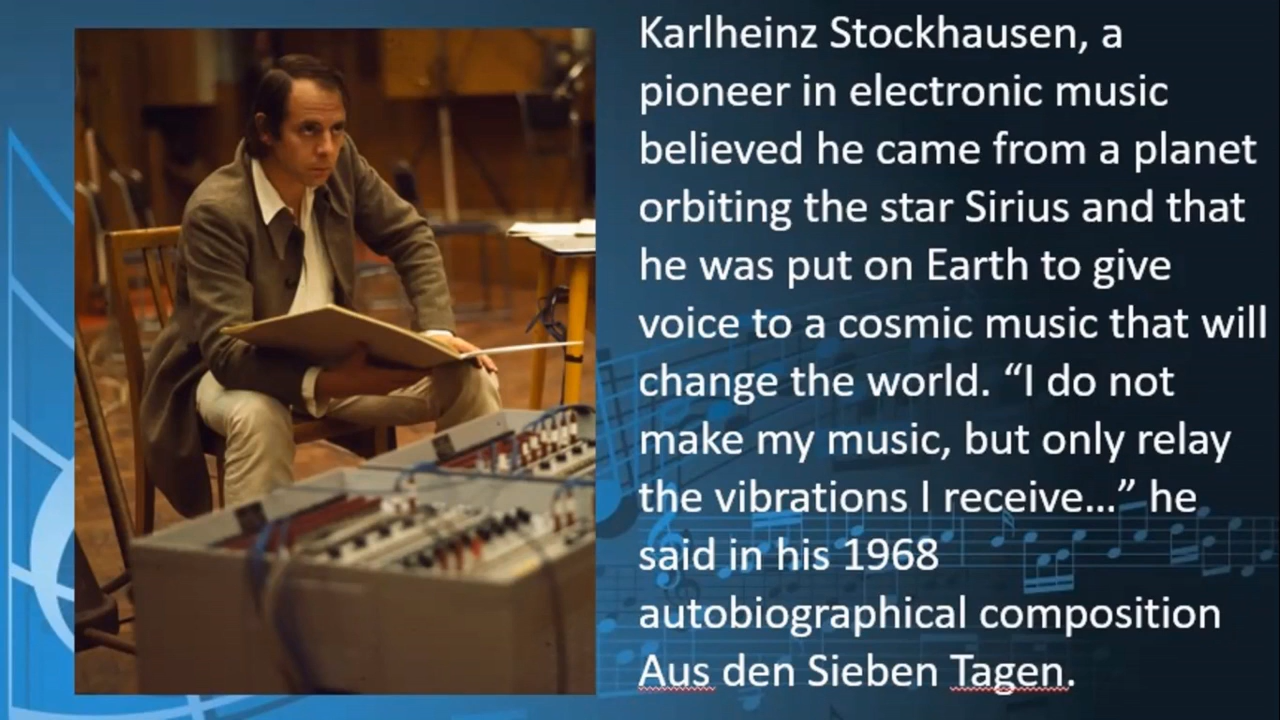 Karlheinz Stockhausen, a
pioneer in electronic music
believed he came from a planet
orbiting the star Sirius and that
he was put on Earth to give
voice to a cosmic music that will
change the world. “I do not
make my music, but only relay
the vibrations I receive…” he
said in his 1968
autobiographical composition
Aus den Sieben Tagen.